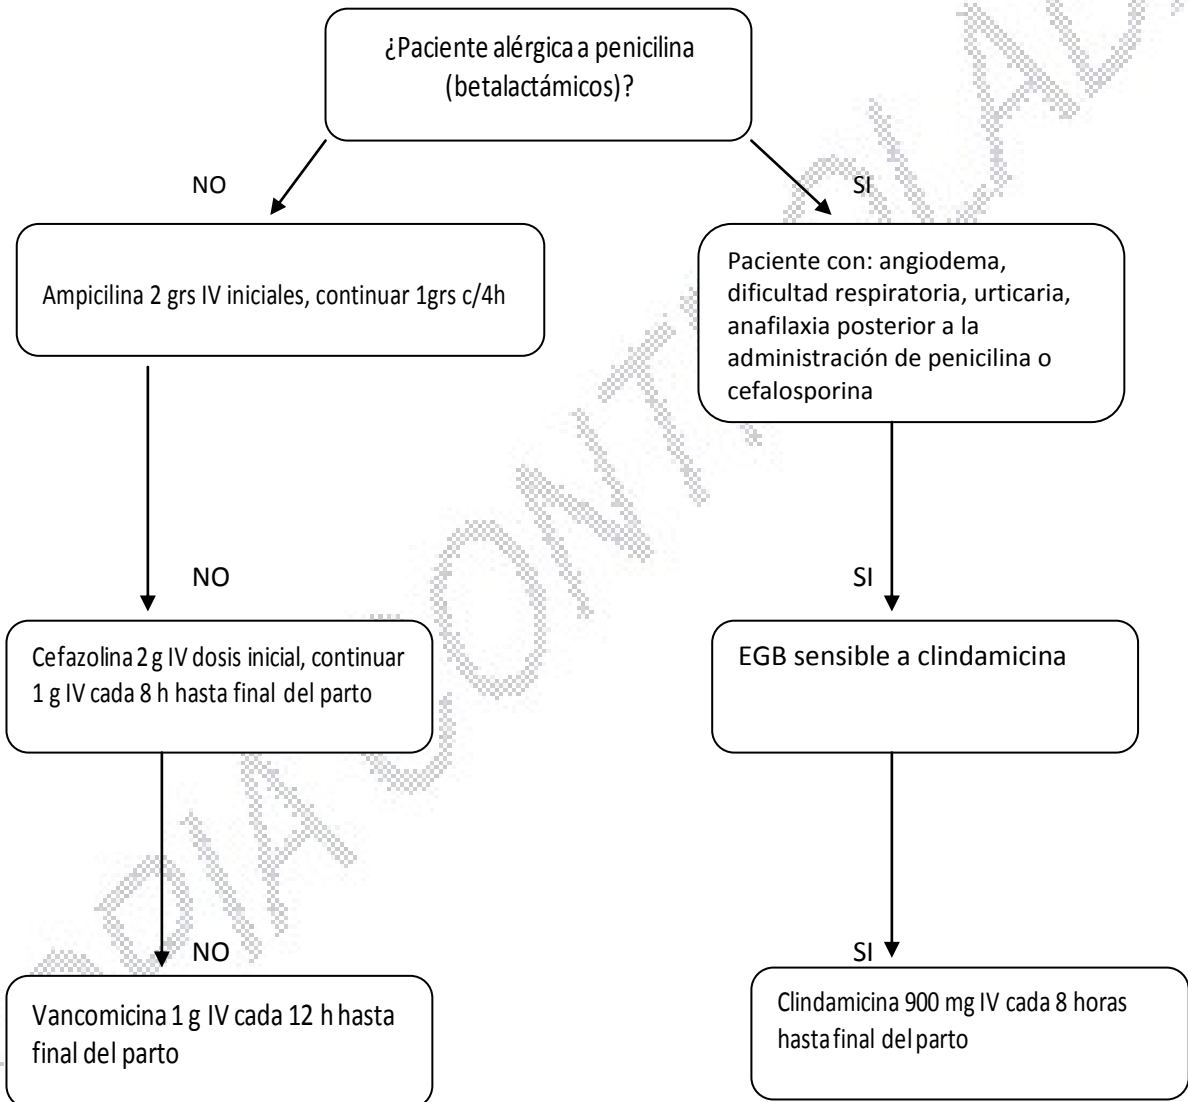 ¿Paciente alérgica a penicilina
(betalactámicos)?
NO
SI
Ampicilina 2 grs IV iniciales, continuar 1grs c/4h
Paciente con: angiodema,
dificultad respiratoria, urticaria,
anafilaxia posterior a la
administración de penicilina o
cefalosporina
NO
SI
Cefazolina 2 g IV dosis inicial, continuar
1 g IV cada 8 h hasta final del parto
EGB sensible a clindamicina
NO
SI
Vancomicina 1 g IV cada 12 h hasta
final del parto
Clindamicina 900 mg IV cada 8 horas
hasta final del parto